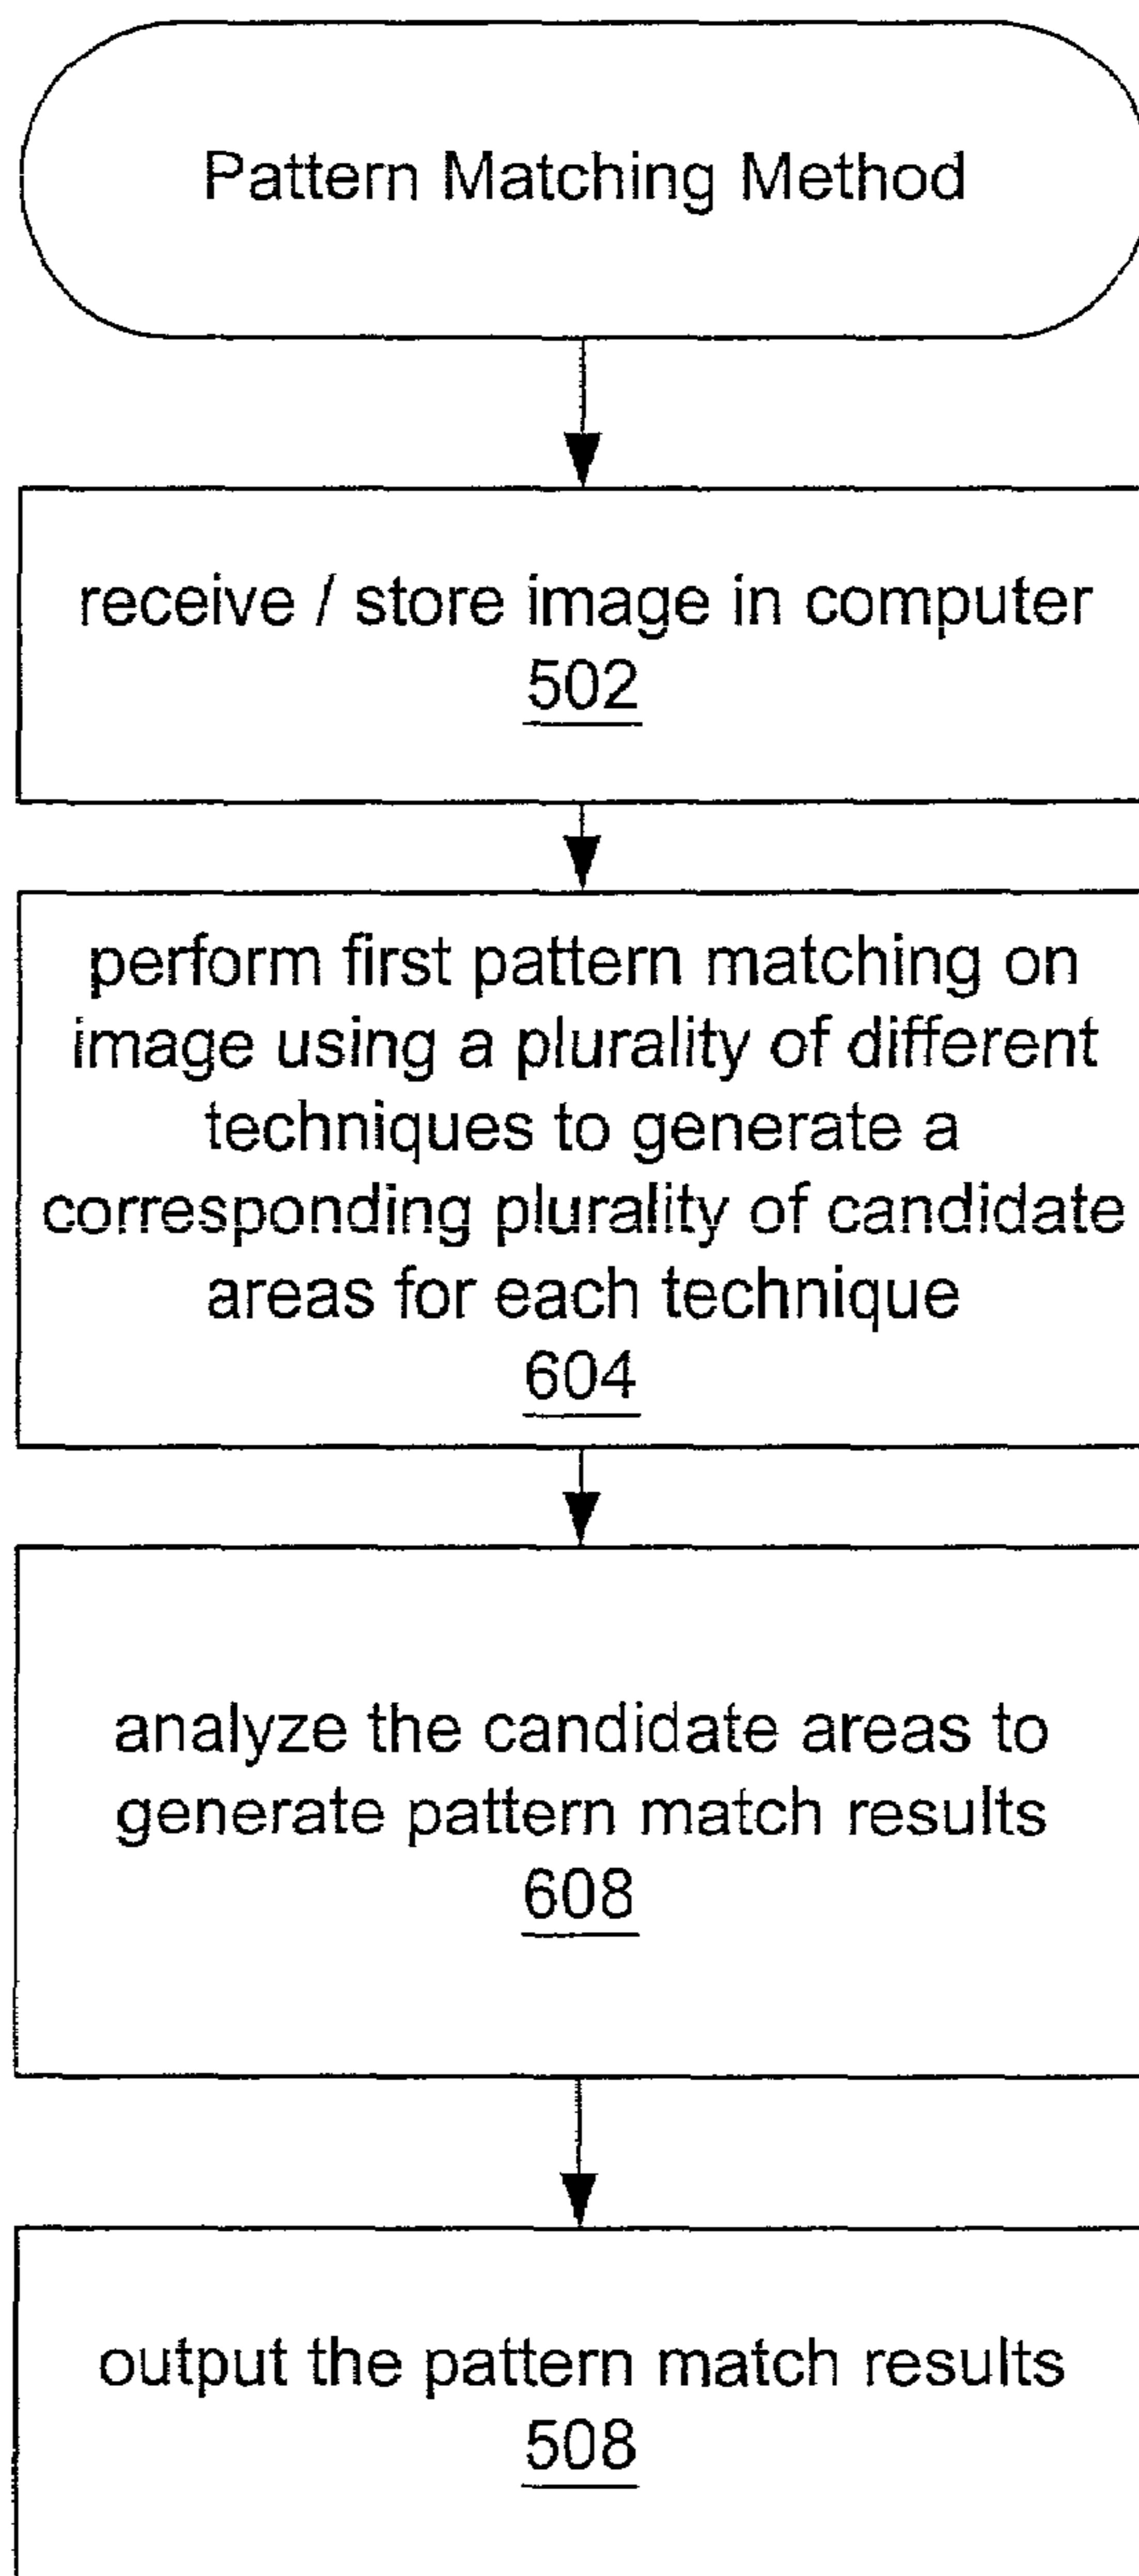 Pattern Matching Method
receive / store image in computer
502
perform first pattern matching on
image using a plurality of different
techniques to generate a
corresponding plurality of candidate
areas for each technique
604
analyze the candidate areas to
generate pattern match results
608
output the pattern match results
508